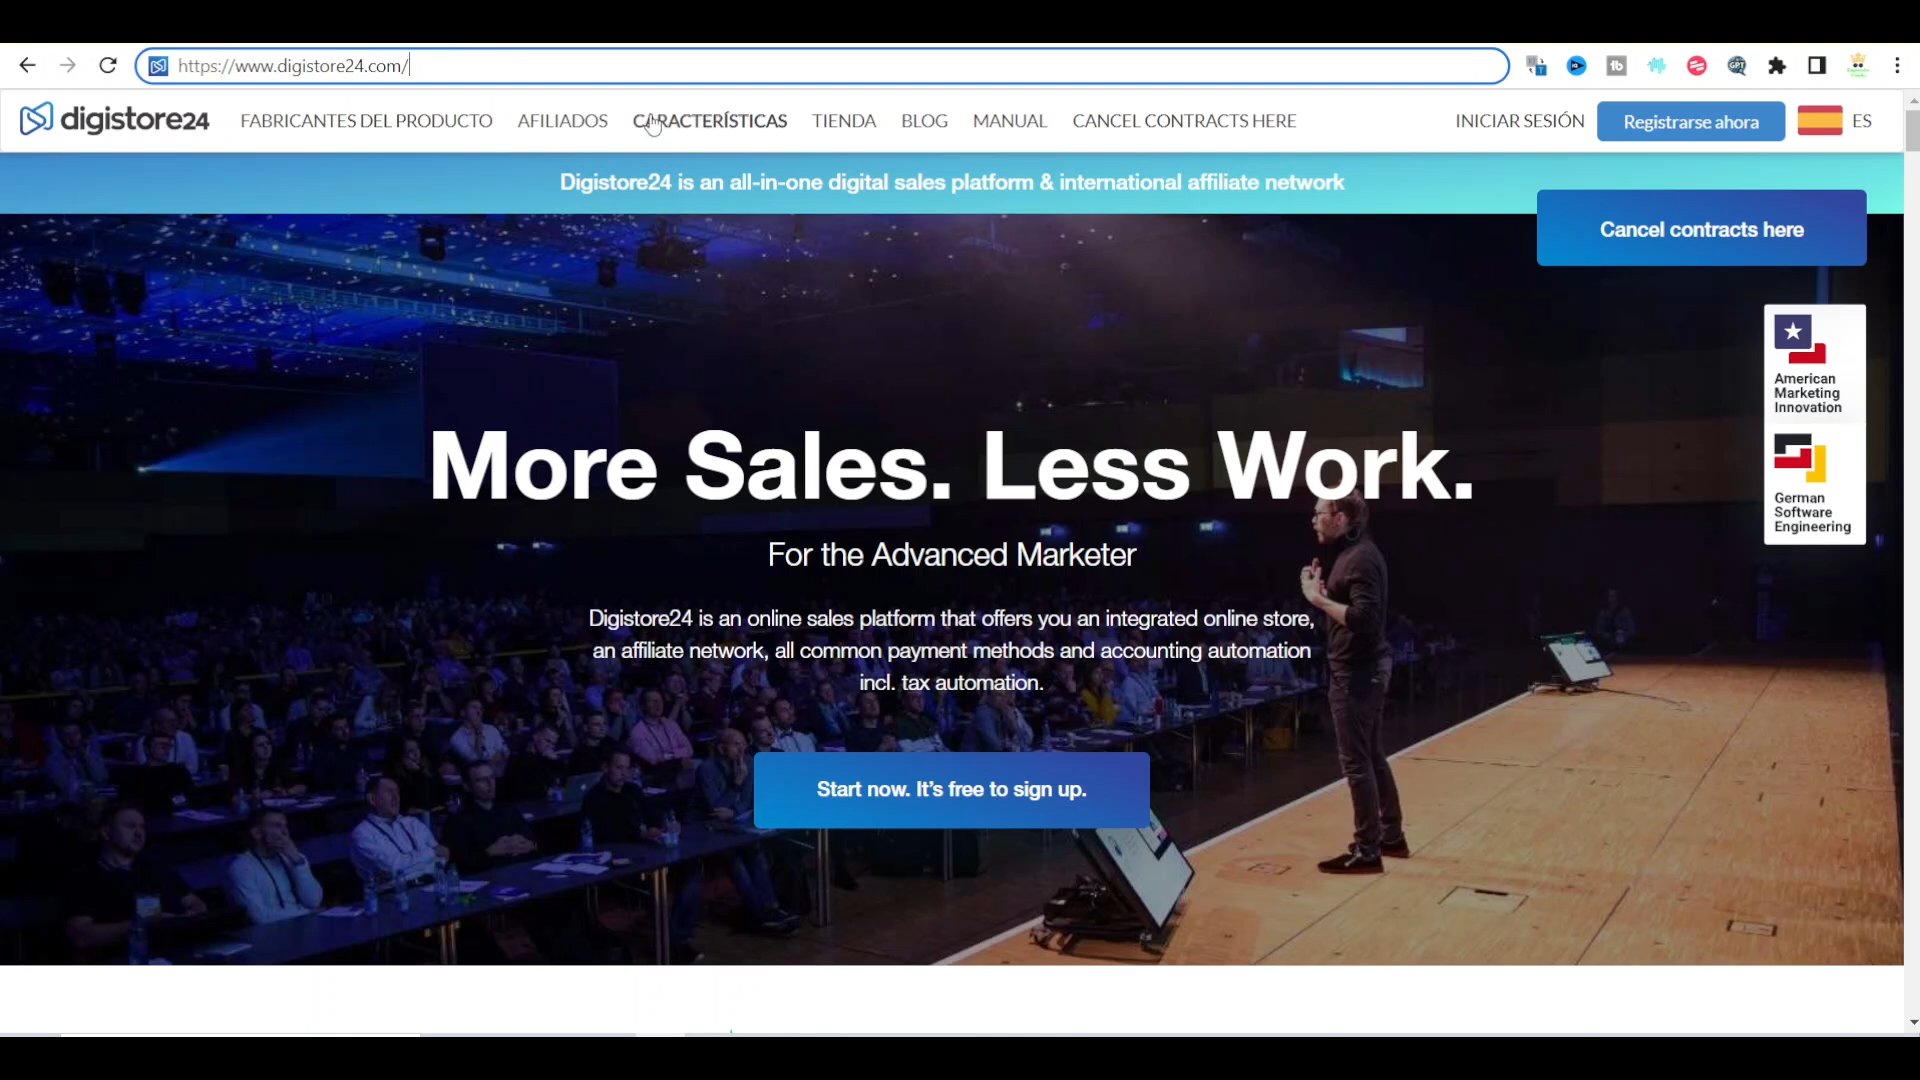 https://www.digistore24.com/
digistore24
FABRICANTES DEL PRODUCTO
AFILIADOS
CARACTERÍSTICAS
TIENDA
BLOG
MANUAL
CANCEL CONTRACTS HERE
INICIAR SESIÓN
Registrarse ahora
ES
Digistore24 is an all-in-one digital sales platform & international affiliate network
Cancel contracts here
American
Marketing
Innovation
German
Software
Engineering
More Sales. Less Work.
For the Advanced Marketer
Digistore24 is an online sales platform that offers you an integrated online store,
an affiliate network, all common payment methods and accounting automation
incl. tax automation.
Start now. It's free to sign up.